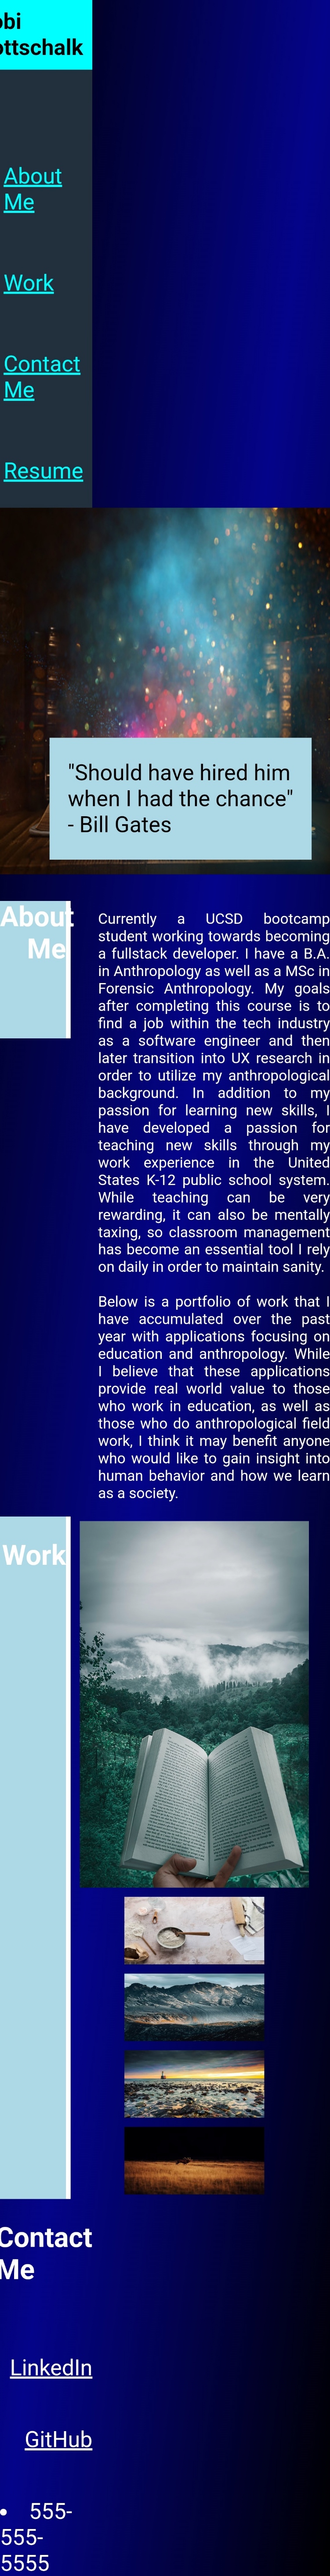 obi
ottschalk
About
Me
Work
Contact
Me
Resume
"Should have hired him
when I had the chance"
- Bill Gates
About
Me
Currently a UCSD bootcamp
student working towards becoming
a fullstack developer. I have a B.A.
in Anthropology as well as a MSc in
Forensic Anthropology. My goals
after completing this course is to
find a job within the tech industry
as a software engineer and then
later transition into UX research in
order to utilize my anthropological
background. In addition to my
passion for learning new skills, I
have developed a passion for
teaching new skills through my
work experience in the United
States K-12 public school system.
While teaching can be very
rewarding, it can also be mentally
taxing, so classroom management
has become an essential tool I rely
on daily in order to maintain sanity.
Below is a portfolio of work that I
have accumulated over the past
year with applications focusing on
education and anthropology. While
I believe that these applications
provide real world value to those
who work in education, as well as
those who do anthropological field
work, I think it may benefit anyone
who would like to gain insight into
human behavior and how we learn
as a society.
Work
Contact
Me
LinkedIn
GitHub
• 555-
555-
5555